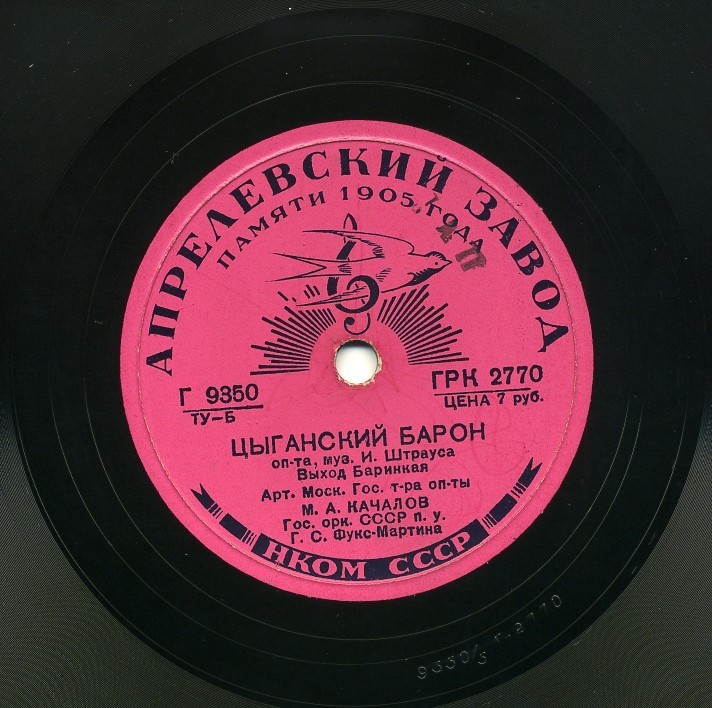 АПРЕЛЕВСКИЙ ЗАВОД
ПАМЯТИ 1905 ГОДА
Г 9350
ТУ-Б
ГРК 2770
ЦЕНА 7 руб.
ЦЫГАНСКИЙ БАРОН
оп-та, муз. И. Штрауса
Выход Баринкая
Арт. Моск. Гос. т-ра оп-ты
М. А. КАЧАЛОВ
Гос. орк. СССР п. у.
Г. С. Фукс-Мартина
НКОМ СССР